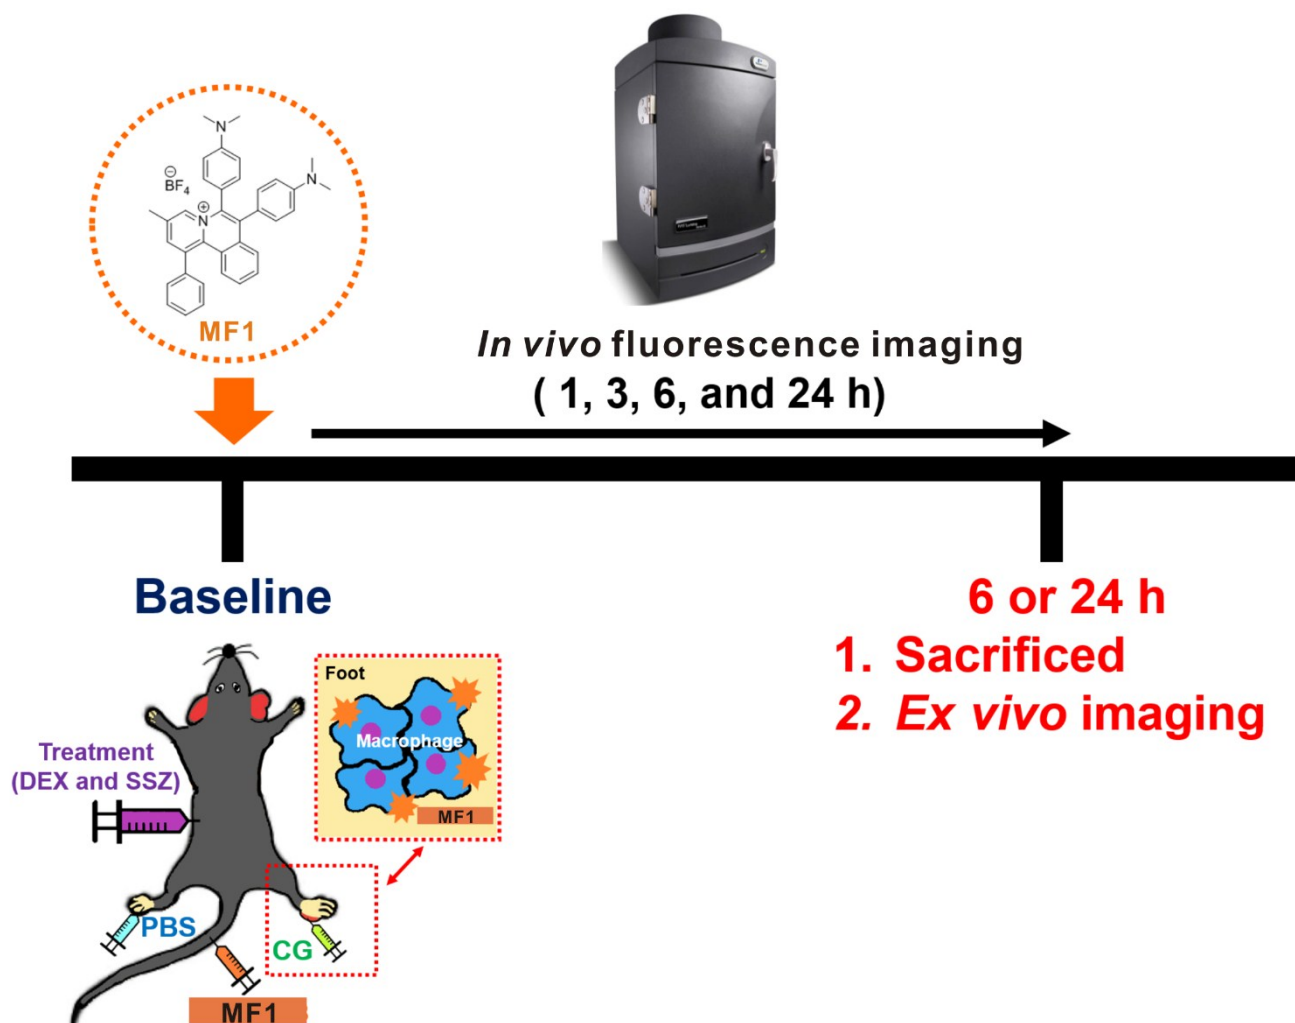 N
N
⊖
BF4
⊕
N
MF1
In vivo fluorescence imaging
( 1, 3, 6, and 24 h)
Baseline
6 or 24 h
1. Sacrificed
2. Ex vivo imaging
Foot
Macrophage
MF1
Treatment
(DEX and SSZ)
PBS
CG
MF1